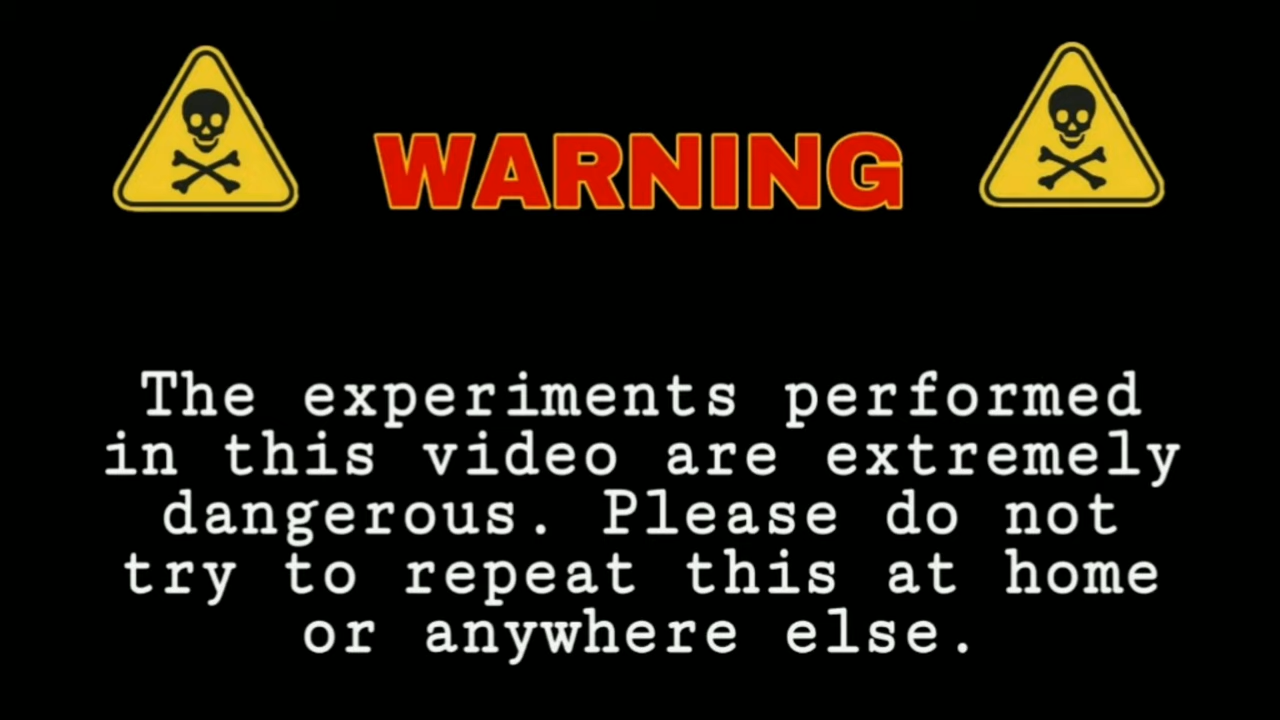 WARNING
The experiments performed
in this video are extremely
dangerous. Please do not
try to repeat this at home
or anywhere else.